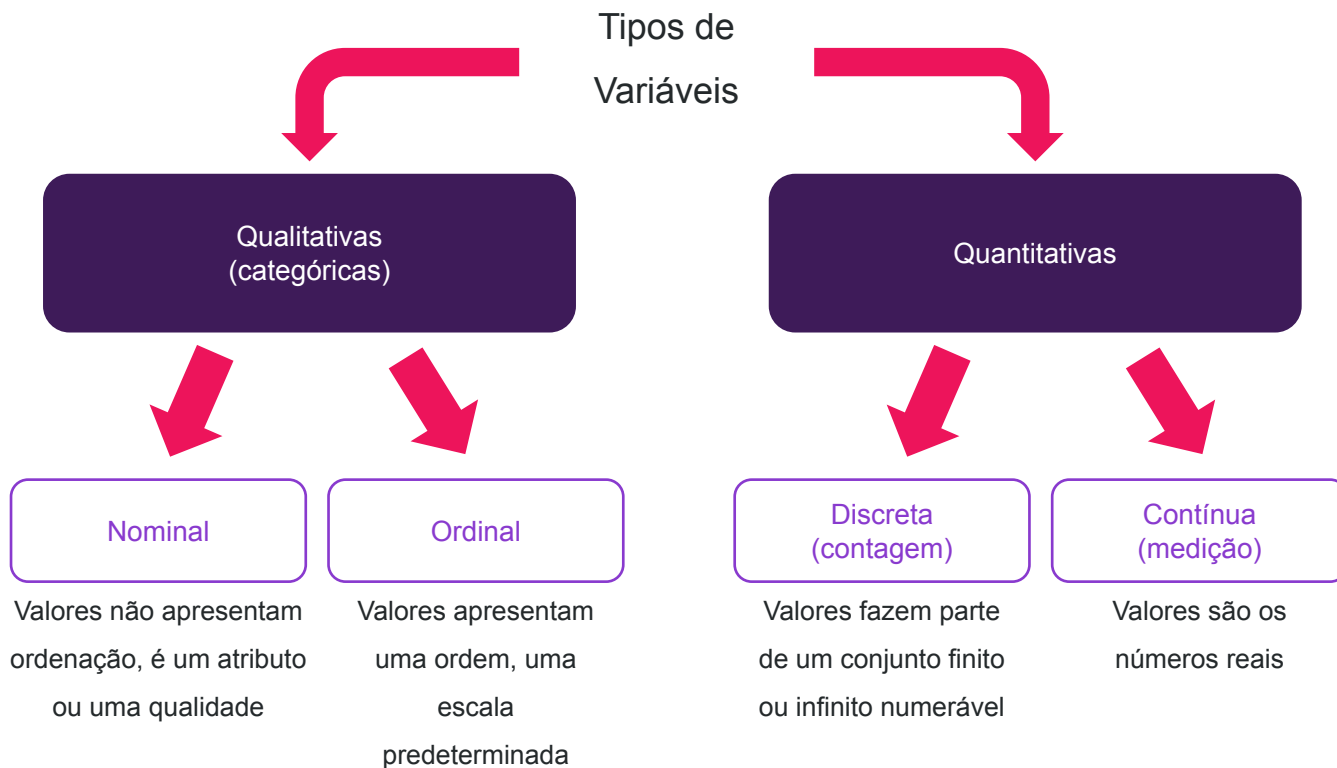 Tipos de
Variáveis
Qualitativas
(categóricas)
Quantitativas
Nominal
Ordinal
Discreta
(contagem)
Contínua
(medição)
Valores não apresentam
ordenação, é um atributo
ou uma qualidade
Valores apresentam
uma ordem, uma
escala
predeterminada
Valores fazem parte
de um conjunto finito
ou infinito numerável
Valores são os
números reais